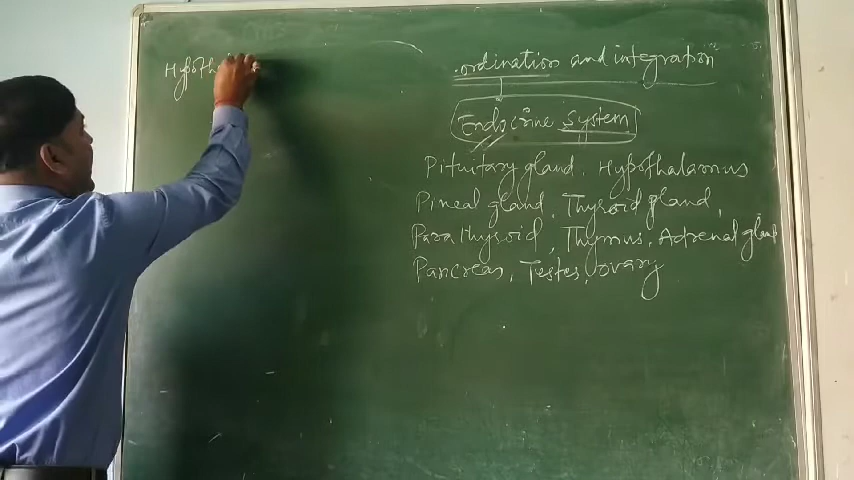 Hypotha
.ordination and integration
Endocrine System
Pituitary gland, Hypothalamus
Pineal gland, Thyroid gland,
Parathyroid, Thymus, Adrenal gland
Pancreas, Testes, ovary